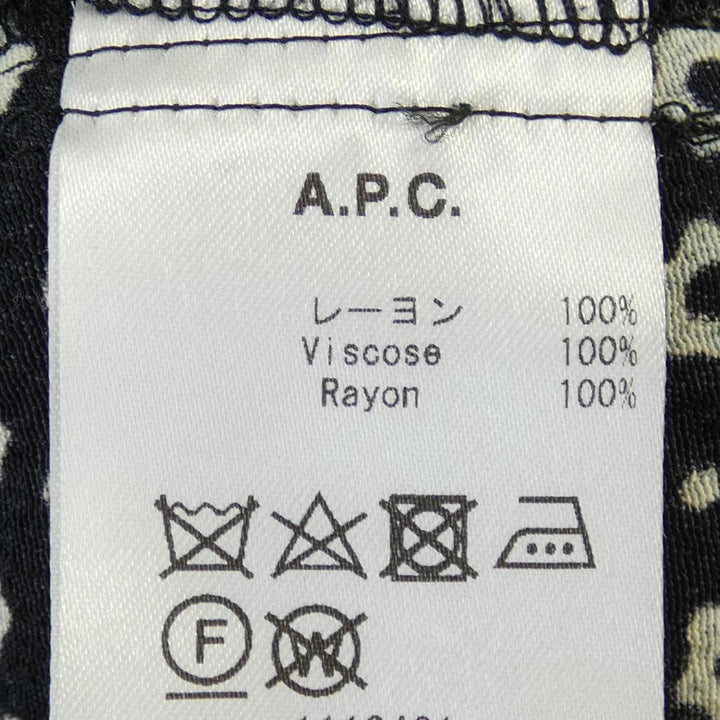 A.P.C.
レーヨン 100%
Viscose 100%
Rayon 100%
F W